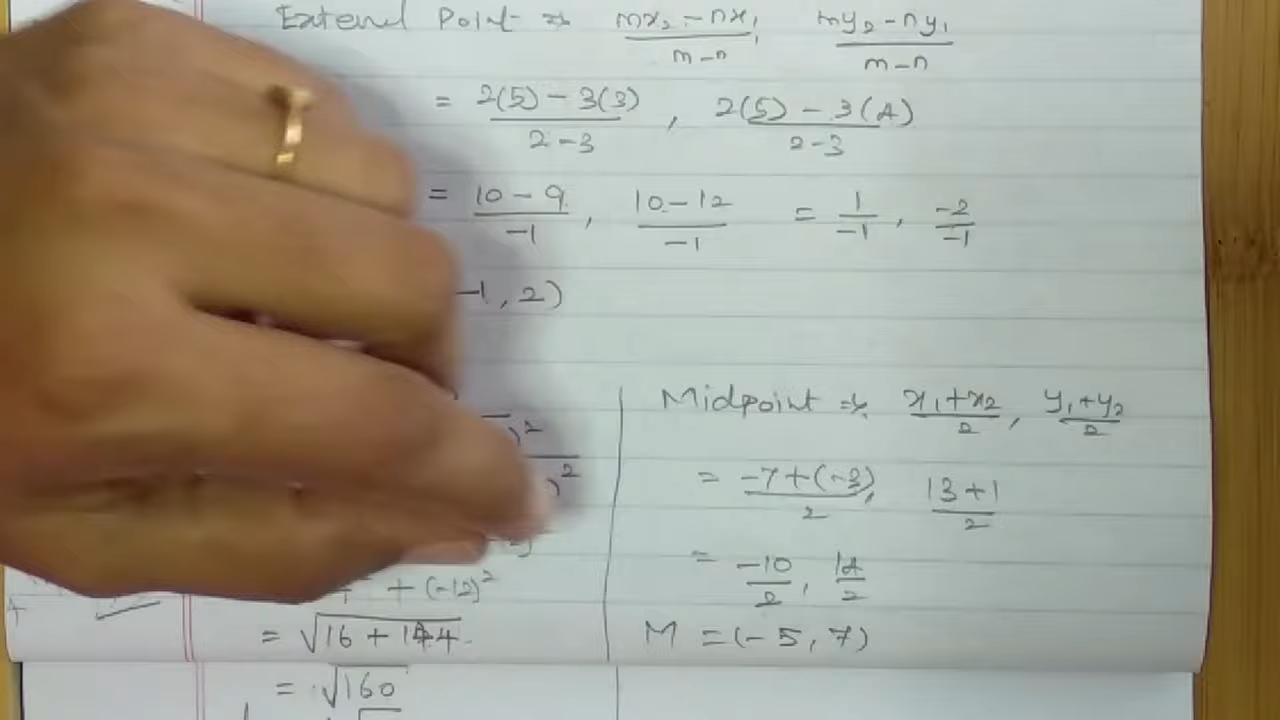 Extenal Point ⇒ mx₂ - nx₁ / m-n, my₂ - ny₁ / m-n
= 2(5) - 3(3) / 2-3, 2(5) - 3(4) / 2-3
= 10-9 / -1, 10-12 / -1 = 1/-1, -2/-1
-1, 2)
Midpoint ⇒ x₁+x₂ / 2, y₁+y₂ / 2
= -7+(-3) / 2, 13+1 / 2
= -10/2, 14/2
+ (-12)²
= √16 + 144
M = (-5, 7)
= √160